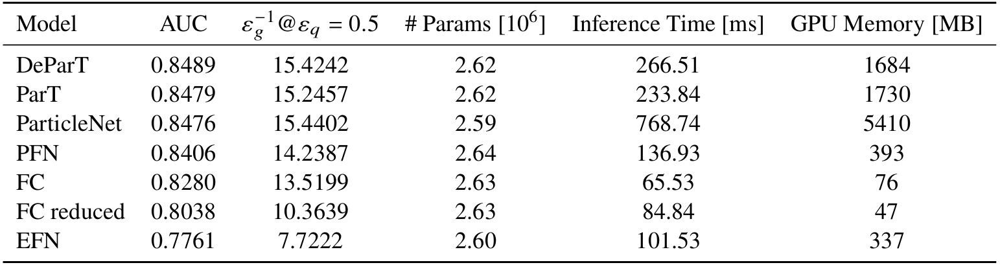 Model AUC ε_g^{-1}@ε_q = 0.5 # Params [10^6] Inference Time [ms] GPU Memory [MB]
DeParT 0.8489 15.4242 2.62 266.51 1684
ParT 0.8479 15.2457 2.62 233.84 1730
ParticleNet 0.8476 15.4402 2.59 768.74 5410
PFN 0.8406 14.2387 2.64 136.93 393
FC 0.8280 13.5199 2.63 65.53 76
FC reduced 0.8038 10.3639 2.63 84.84 47
EFN 0.7761 7.7222 2.60 101.53 337